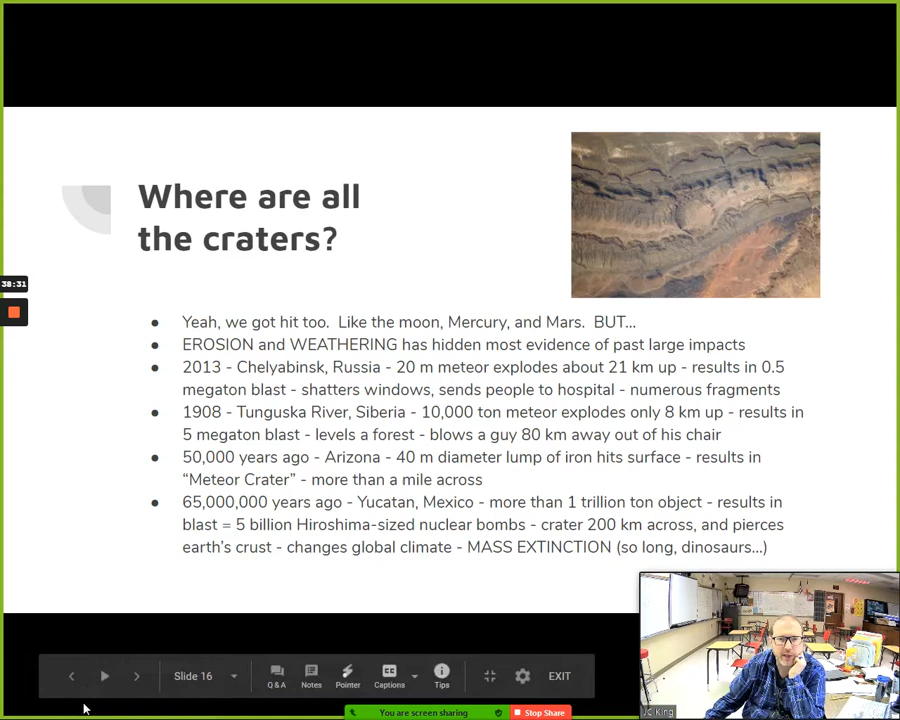 Where are all
the craters?
38:31
● Yeah, we got hit too. Like the moon, Mercury, and Mars. BUT...
● EROSION and WEATHERING has hidden most evidence of past large impacts
● 2013 - Chelyabinsk, Russia - 20 m meteor explodes about 21 km up - results in 0.5
megaton blast - shatters windows, sends people to hospital - numerous fragments
● 1908 - Tunguska River, Siberia - 10,000 ton meteor explodes only 8 km up - results in
5 megaton blast - levels a forest - blows a guy 80 km away out of his chair
● 50,000 years ago - Arizona - 40 m diameter lump of iron hits surface - results in
“Meteor Crater” - more than a mile across
● 65,000,000 years ago - Yucatan, Mexico - more than 1 trillion ton object - results in
blast = 5 billion Hiroshima-sized nuclear bombs - crater 200 km across, and pierces
earth’s crust - changes global climate - MASS EXTINCTION (so long, dinosaurs...)
Slide 16
Q & A
Notes
Pointer
Captions
Tips
EXIT
JC King
You are screen sharing
Stop Share